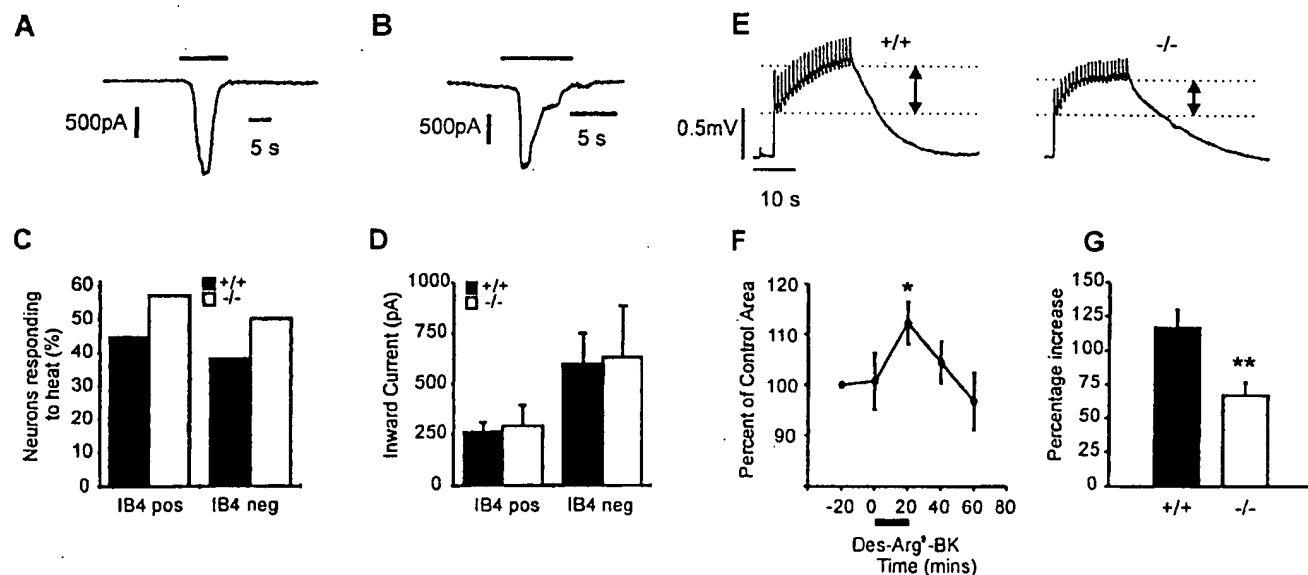 A
500pA
5 s
B
500pA
5 s
E
+/+
-/-
0.5mV
10 s
C
Neurons responding
to heat (%)
60
50
40
30
20
10
0
+/+
-/-
IB4 pos
IB4 neg
D
Inward Current (pA)
1000
750
500
250
0
+/+
-/-
IB4 pos
IB4 neg
F
Percent of Control Area
120
110
100
90
*
-20 0 20 40 60 80
Des-Arg⁹-BK
Time (mins)
G
Percentage increase
150
125
100
75
50
25
0
**
+/+
-/-